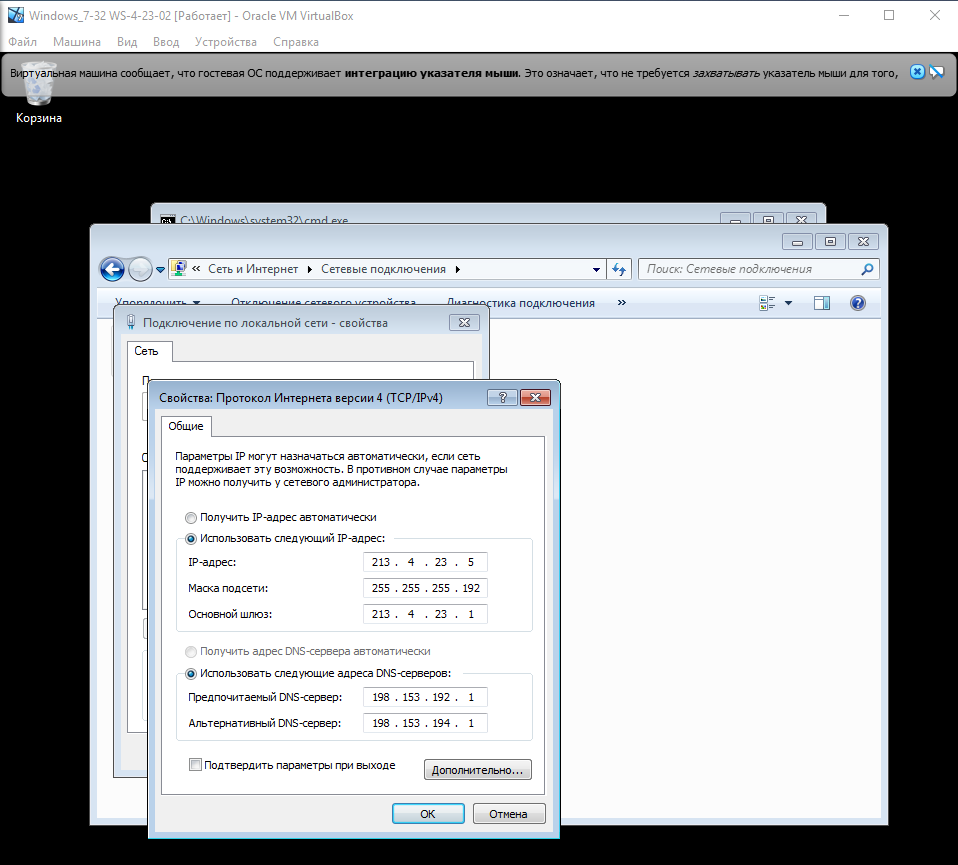 Windows_7-32 WS-4-23-02 [Работает] - Oracle VM VirtualBox
Файл Машина Вид Ввод Устройства Справка
Виртуальная машина сообщает, что гостевая ОС поддерживает интеграцию указателя мыши. Это означает, что не требуется захватывать указатель мыши для того,
Корзина
C:\Windows\system32\cmd.exe
« Сеть и Интернет Сетевые подключения
Поиск: Сетевые подключения
Упорядочить Отключение сетевого устройства Диагностика подключения »
Подключение по локальной сети - свойства
Сеть
Свойства: Протокол Интернета версии 4 (TCP/IPv4)
Общие
Параметры IP могут назначаться автоматически, если сеть
поддерживает эту возможность. В противном случае параметры
IP можно получить у сетевого администратора.
Получить IP-адрес автоматически
Использовать следующий IP-адрес:
IP-адрес: 213 . 4 . 23 . 5
Маска подсети: 255 . 255 . 255 . 192
Основной шлюз: 213 . 4 . 23 . 1
Получить адрес DNS-сервера автоматически
Использовать следующие адреса DNS-серверов:
Предпочитаемый DNS-сервер: 198 . 153 . 192 . 1
Альтернативный DNS-сервер: 198 . 153 . 194 . 1
Подтвердить параметры при выходе
Дополнительно...
OK Отмена